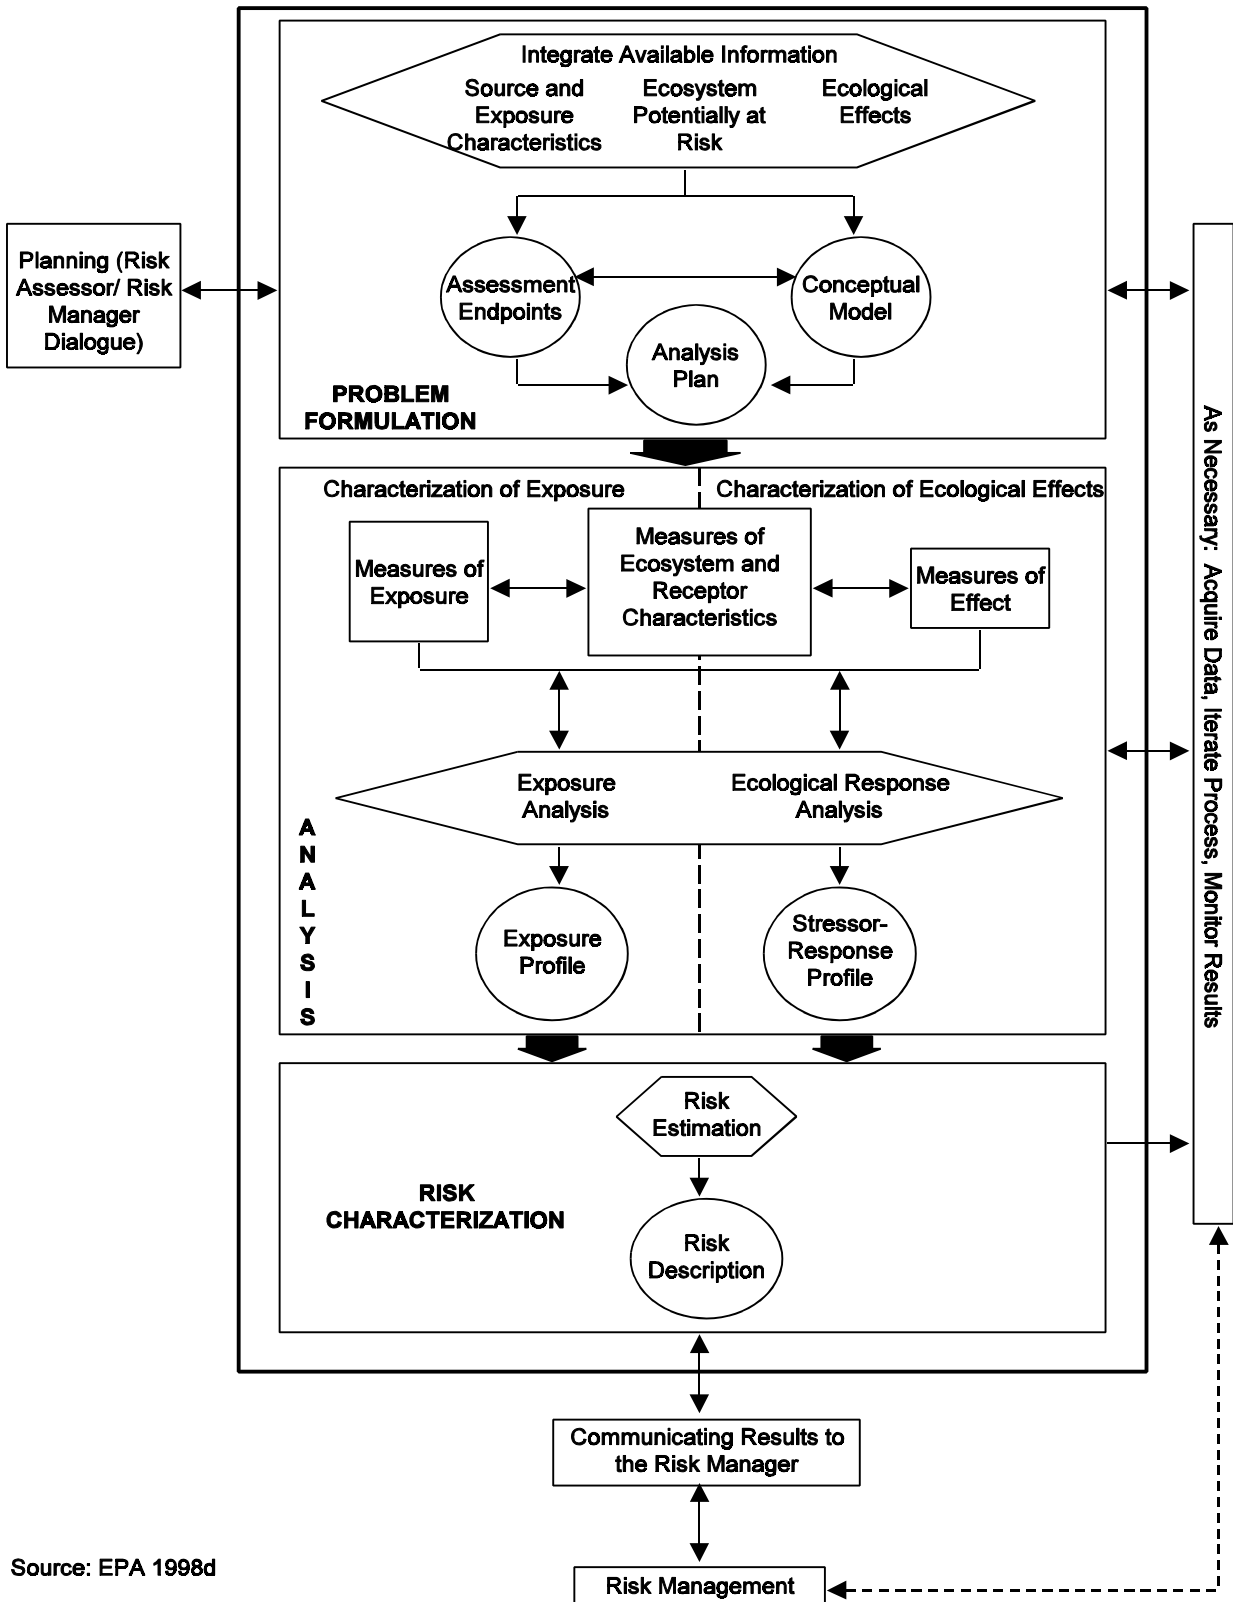 Integrate Available Information
Source and
Exposure
Characteristics
Ecosystem
Potentially at
Risk
Ecological
Effects
Planning (Risk
Assessor/ Risk
Manager
Dialogue)
Assessment
Endpoints
Conceptual
Model
Analysis
Plan
PROBLEM
FORMULATION
As Necessary: Acquire Data, Iterate Process, Monitor Results
Characterization of Exposure
Characterization of Ecological Effects
Measures of
Exposure
Measures of
Ecosystem and
Receptor
Characteristics
Measures of
Effect
Exposure
Analysis
Ecological Response
Analysis
ANALYSIS
Exposure
Profile
Stressor-
Response
Profile
Risk
Estimation
RISK
CHARACTERIZATION
Risk
Description
Communicating Results to
the Risk Manager
Source: EPA 1998d
Risk Management